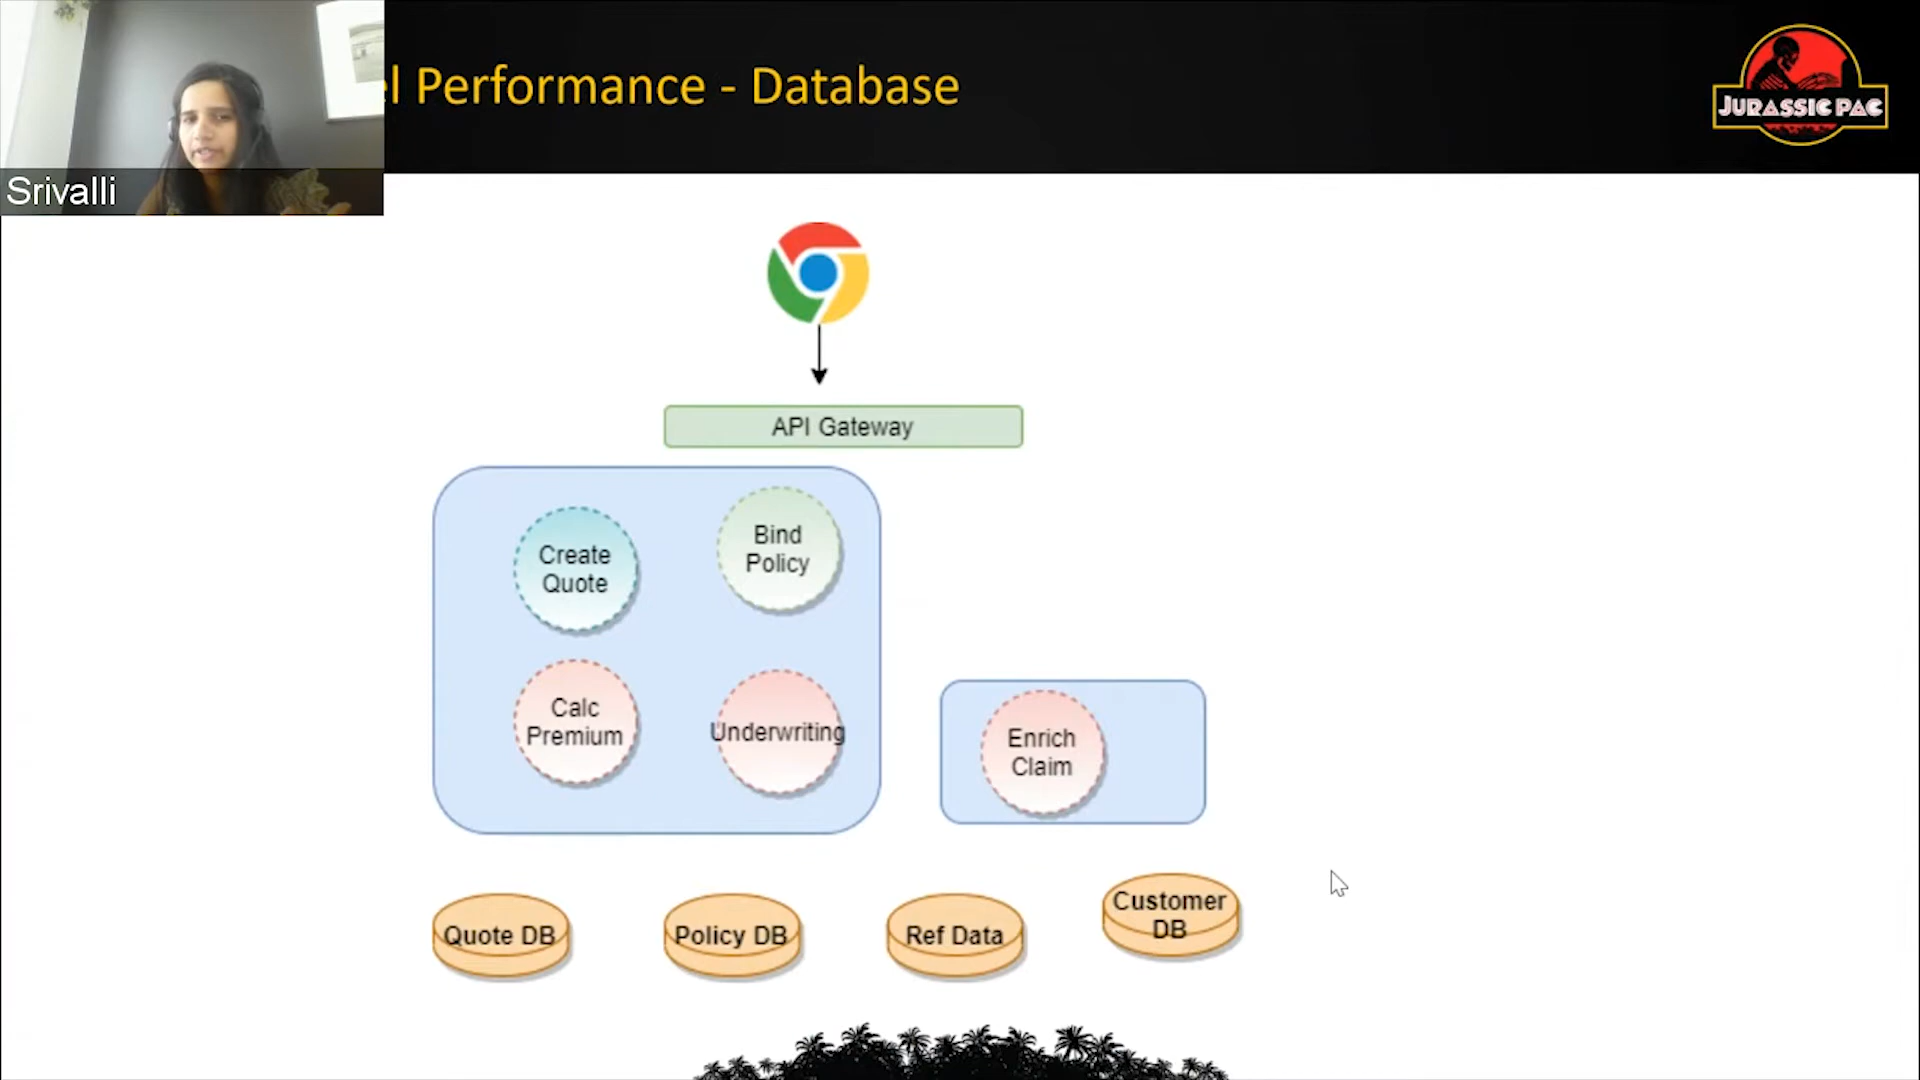 el Performance - Database
JURASSIC PAC
Srivalli
API Gateway
Create
Quote
Bind
Policy
Calc
Premium
Underwriting
Enrich
Claim
Quote DB
Policy DB
Ref Data
Customer
DB